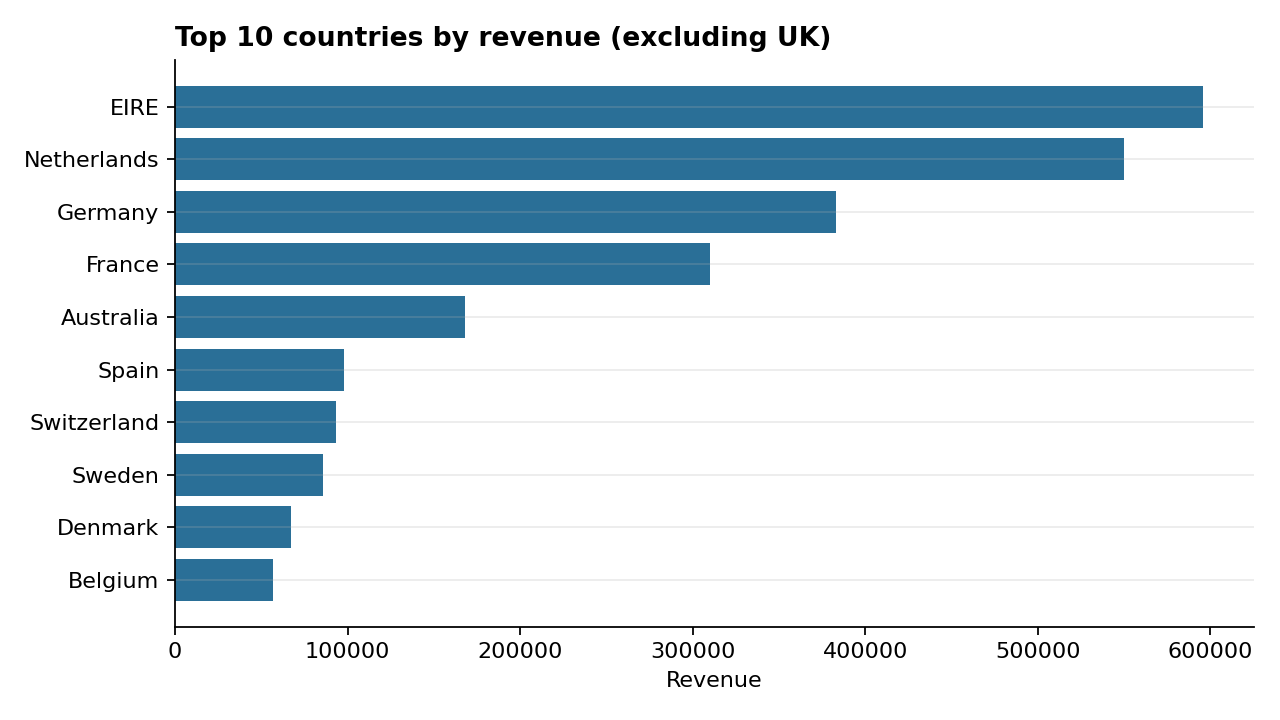 Top 10 countries by revenue (excluding UK)
EIRE
Netherlands
Germany
France
Australia
Spain
Switzerland
Sweden
Denmark
Belgium
0 100000 200000 300000 400000 500000 600000
Revenue